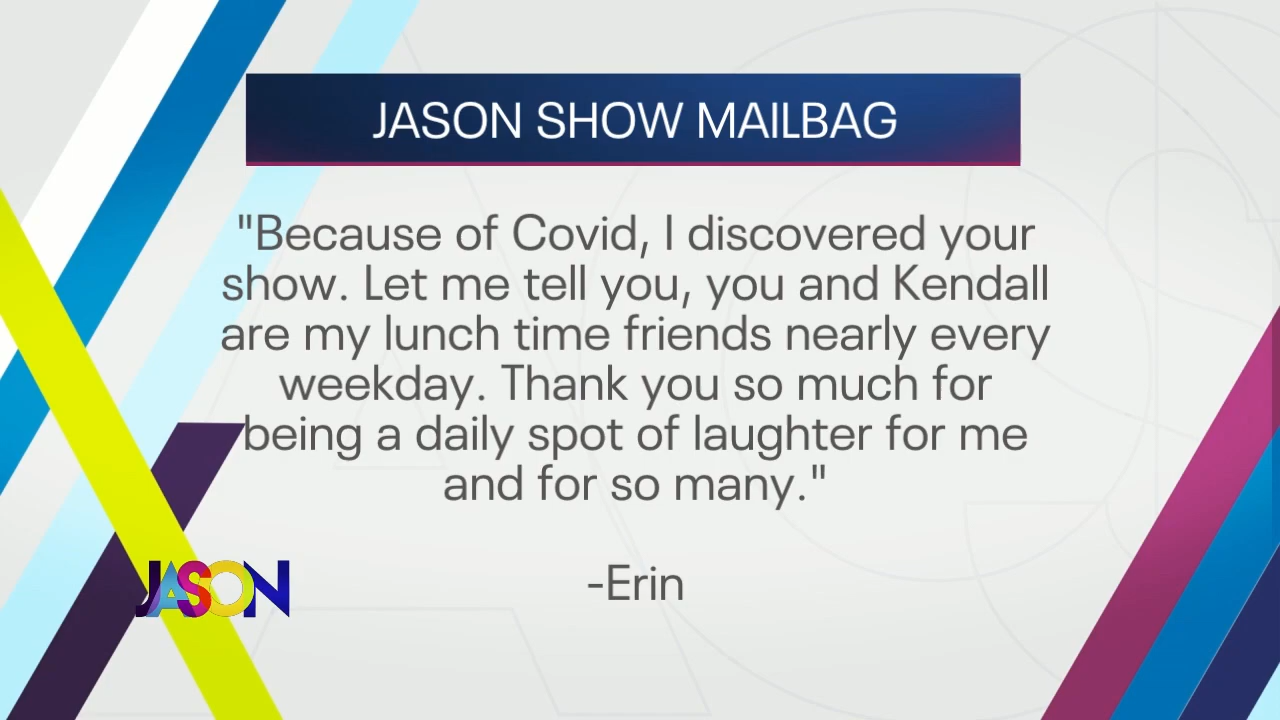 JASON SHOW MAILBAG
"Because of Covid, I discovered your
show. Let me tell you, you and Kendall
are my lunch time friends nearly every
weekday. Thank you so much for
being a daily spot of laughter for me
and for so many."
-Erin
JASON